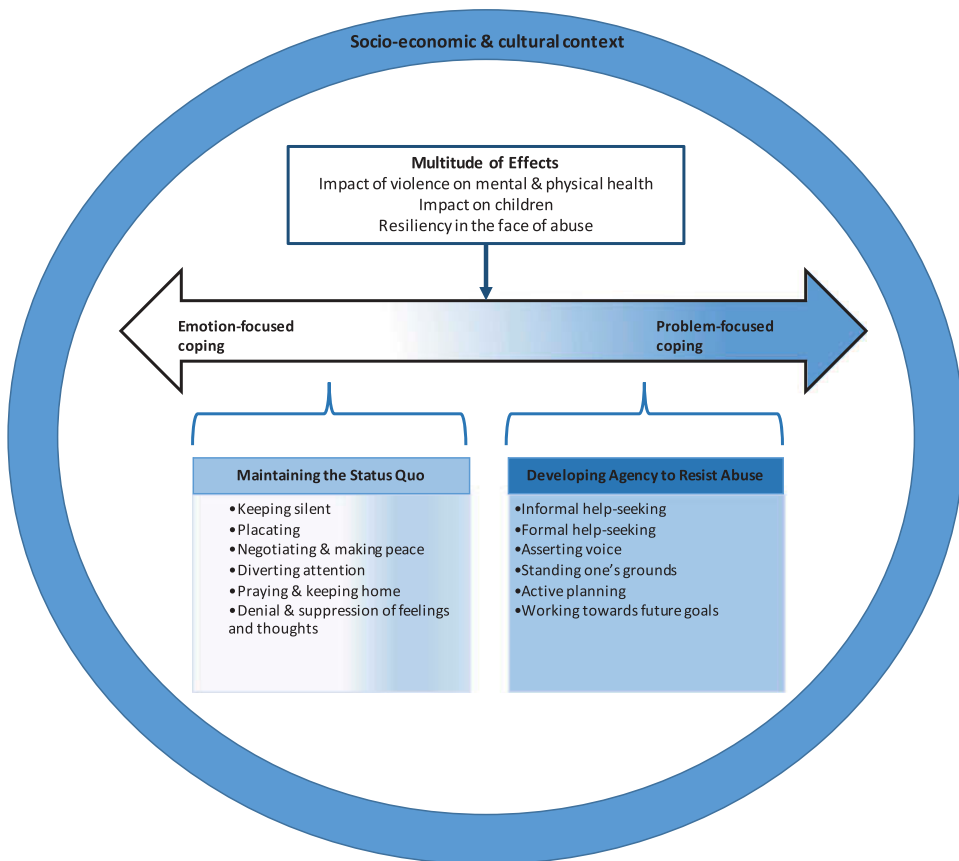 Socio-economic & cultural context
Multitude of Effects
Impact of violence on mental & physical health
Impact on children
Resiliency in the face of abuse
Emotion-focused
coping
Problem-focused
coping
Maintaining the Status Quo
•Keeping silent
•Placating
•Negotiating & making peace
•Diverting attention
•Praying & keeping home
•Denial & suppression of feelings
and thoughts
Developing Agency to Resist Abuse
•Informal help-seeking
•Formal help-seeking
•Asserting voice
•Standing one’s grounds
•Active planning
•Working towards future goals